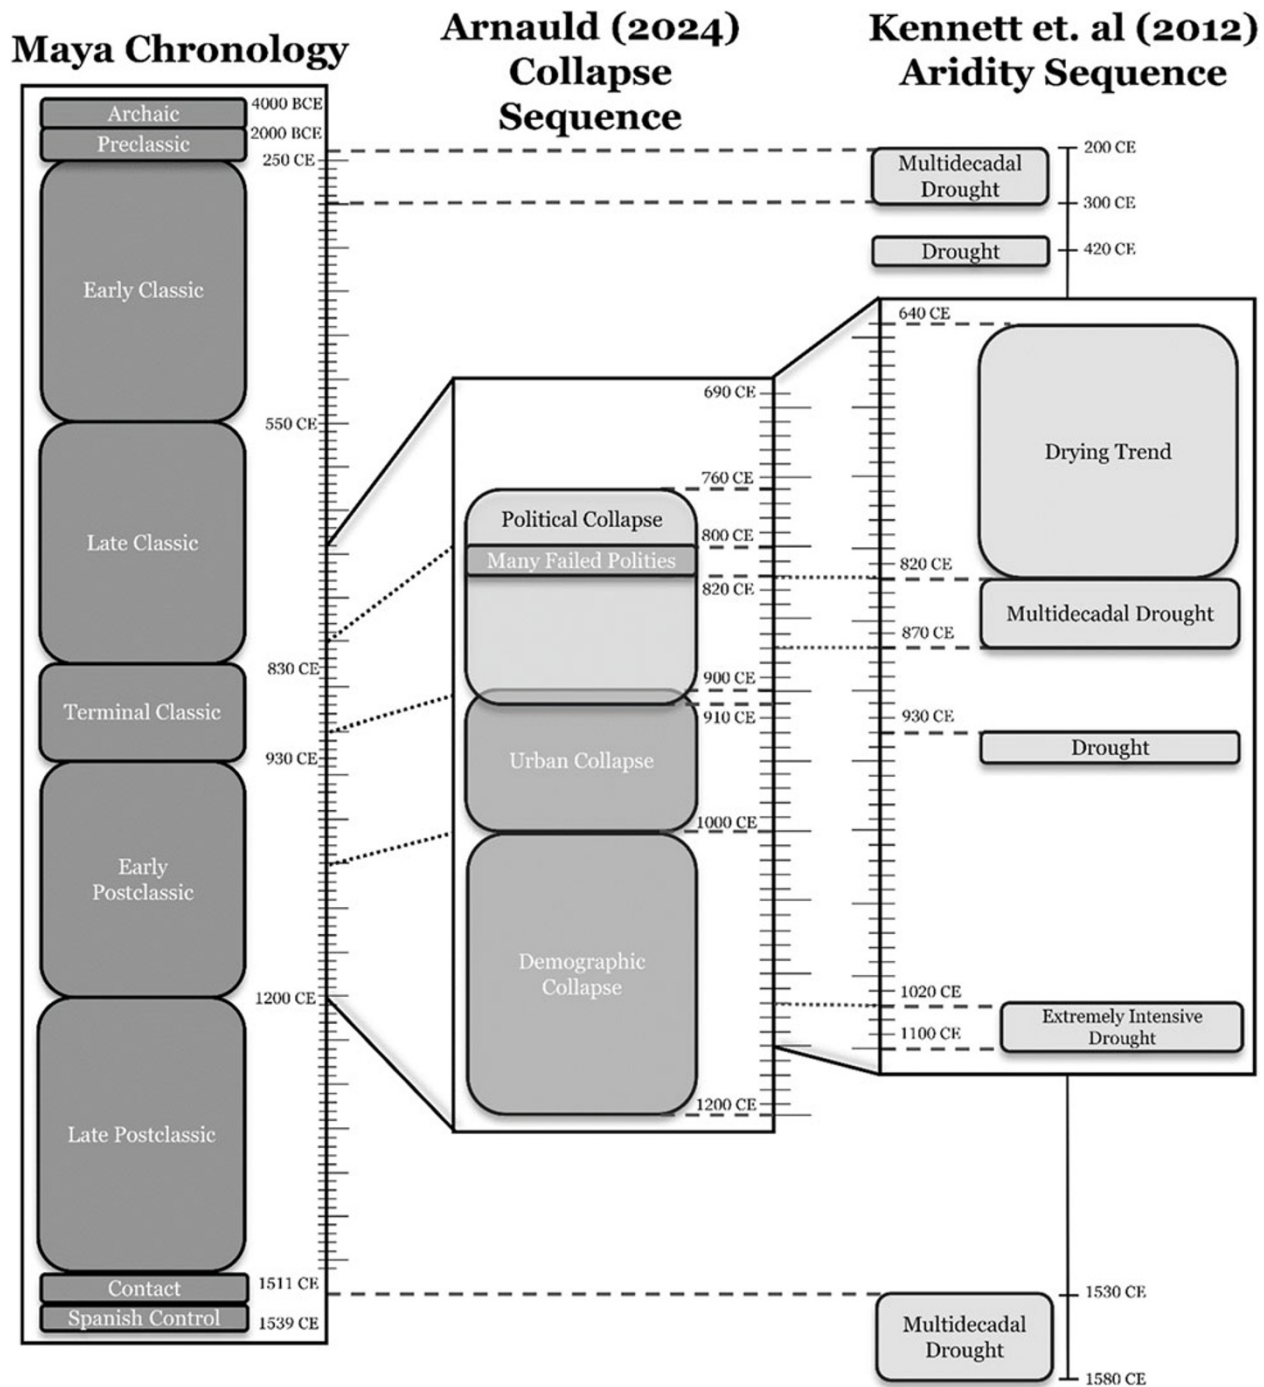 Maya Chronology
Archaic
4000 BCE
2000 BCE
Preclassic
250 CE
Early Classic
550 CE
Late Classic
830 CE
Terminal Classic
930 CE
Early
Postclassic
1200 CE
Late Postclassic
Contact
1511 CE
Spanish Control
1539 CE
Arnauld (2024)
Collapse
Sequence
690 CE
760 CE
Political Collapse
800 CE
Many Failed Polities
820 CE
900 CE
910 CE
Urban Collapse
1000 CE
Demographic
Collapse
1200 CE
Kennett et. al (2012)
Aridity Sequence
200 CE
Multidecadal
Drought
300 CE
Drought
420 CE
640 CE
Drying Trend
820 CE
Multidecadal Drought
870 CE
930 CE
Drought
1020 CE
Extremely Intensive
Drought
1100 CE
1530 CE
Multidecadal
Drought
1580 CE